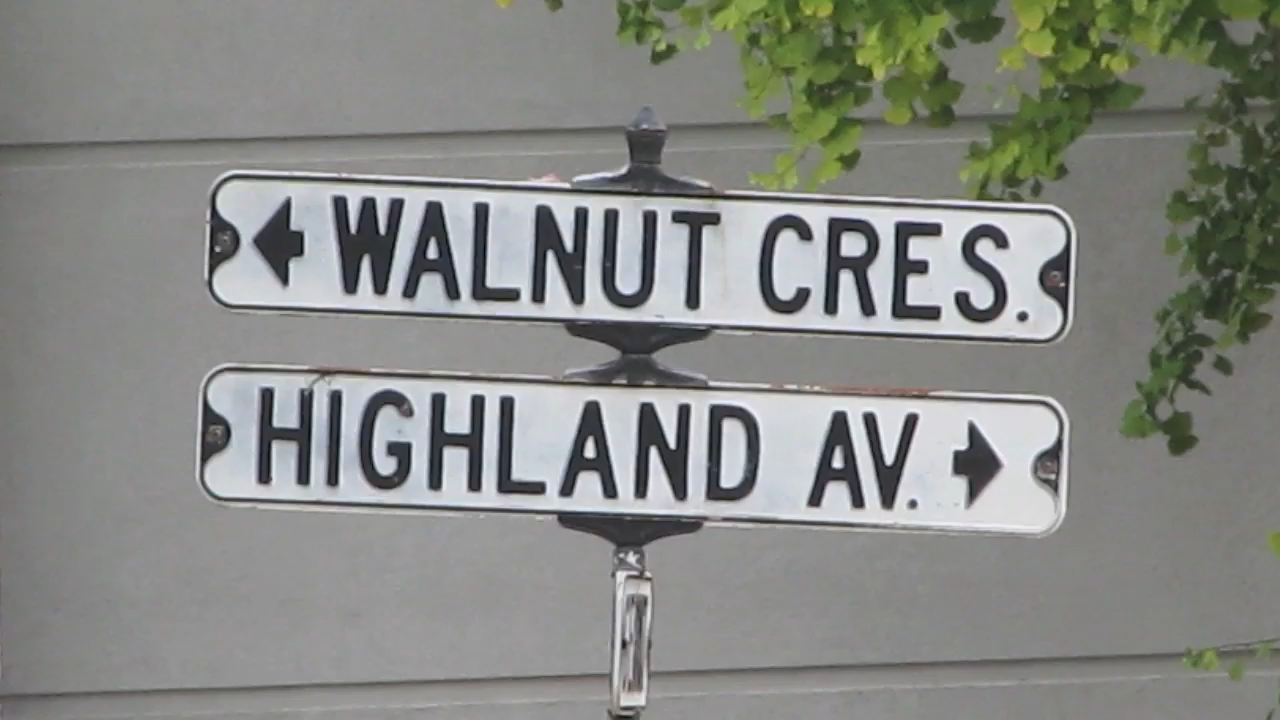 ← WALNUT CRES.
HIGHLAND AV. →